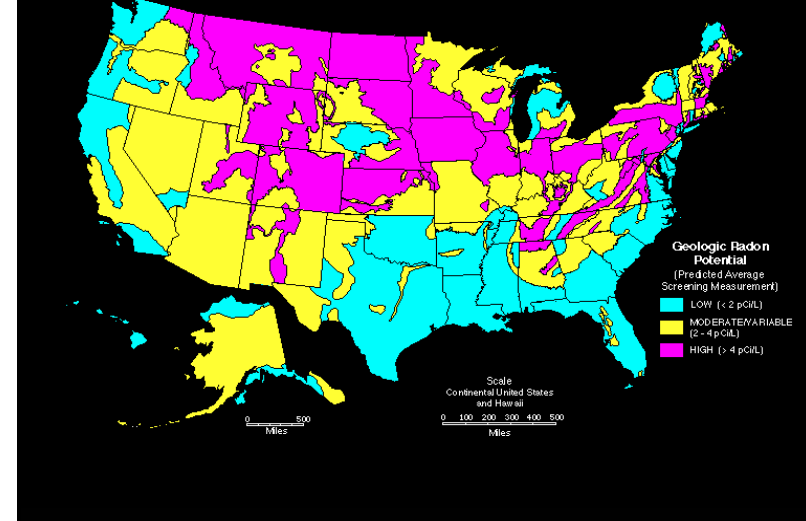 Geologic Radon
Potential
(Predicted Average
Screening Measurement)
LOW (< 2 pCi/L)
MODERATE/VARIABLE
(2 - 4 pCi/L)
HIGH (> 4 pCi/L)
Scale
Continental United States
and Hawaii
0 500
Miles
0 100 200 300 400 500
Miles